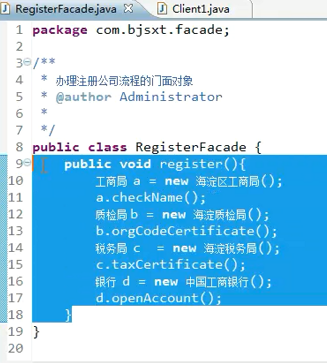 RegisterFacade.java Client1.java
1 package com.bjsxt.facade;
2
3 /**
4 * 办理注册公司流程的门面对象
5 * @author Administrator
6 *
7 */
8 public class RegisterFacade {
9 public void register(){
10 工商局 a = new 海淀区工商局();
11 a.checkName();
12 质检局 b = new 海淀质检局();
13 b.orgCodeCertificate();
14 税务局 c = new 海淀税务局();
15 c.taxCertificate();
16 银行 d = new 中国工商银行();
17 d.openAccount();
18 }
19 }
20